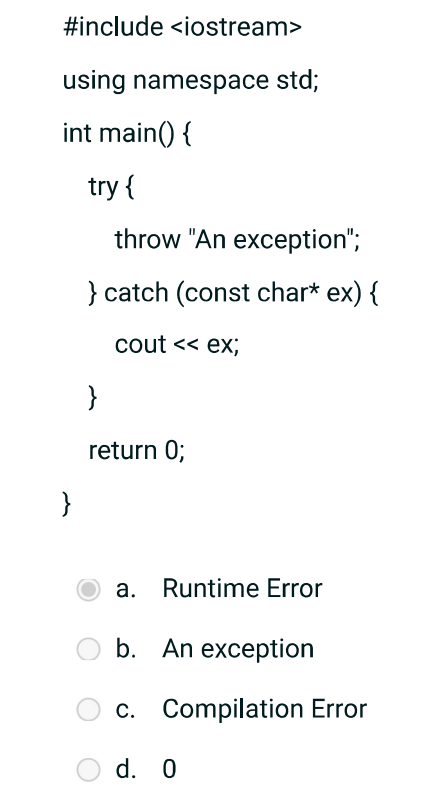 #include <iostream>
using namespace std;
int main() {
try {
throw "An exception";
} catch (const char* ex) {
cout << ex;
}
return 0;
}
a. Runtime Error
b. An exception
c. Compilation Error
d. 0